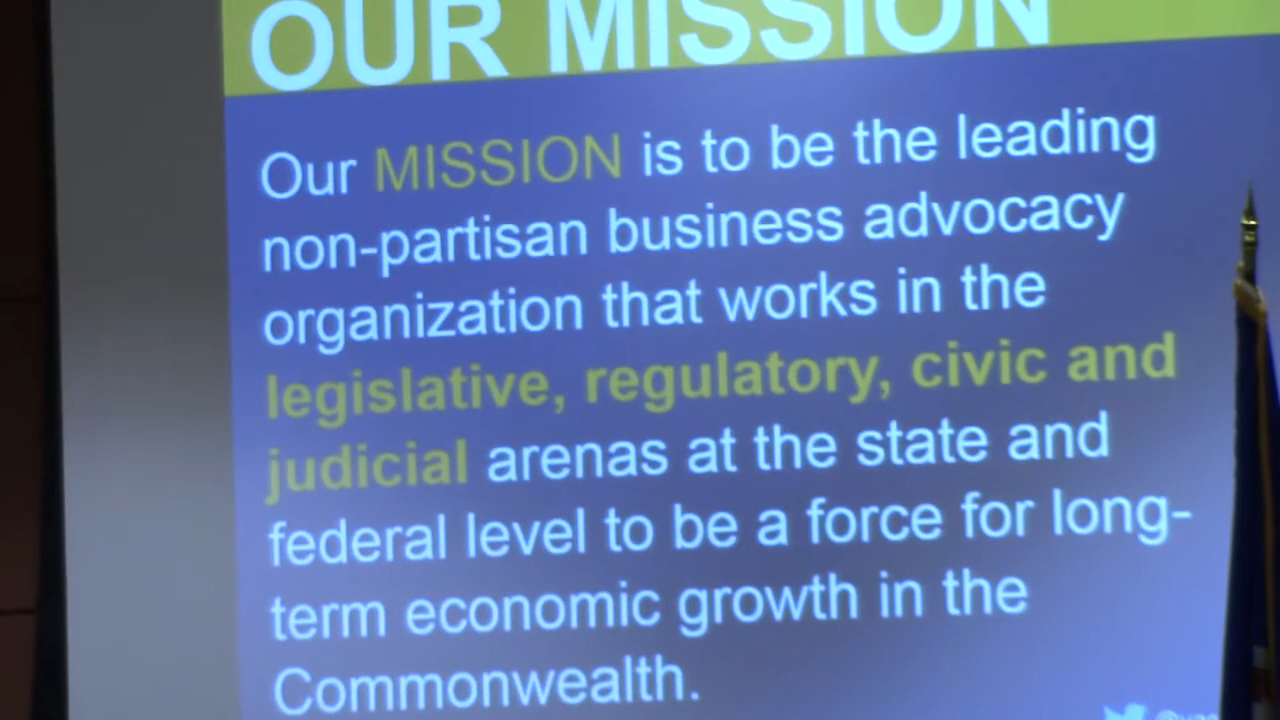 OUR MISSION
Our MISSION is to be the leading
non-partisan business advocacy
organization that works in the
legislative, regulatory, civic and
judicial arenas at the state and
federal level to be a force for long-
term economic growth in the
Commonwealth.